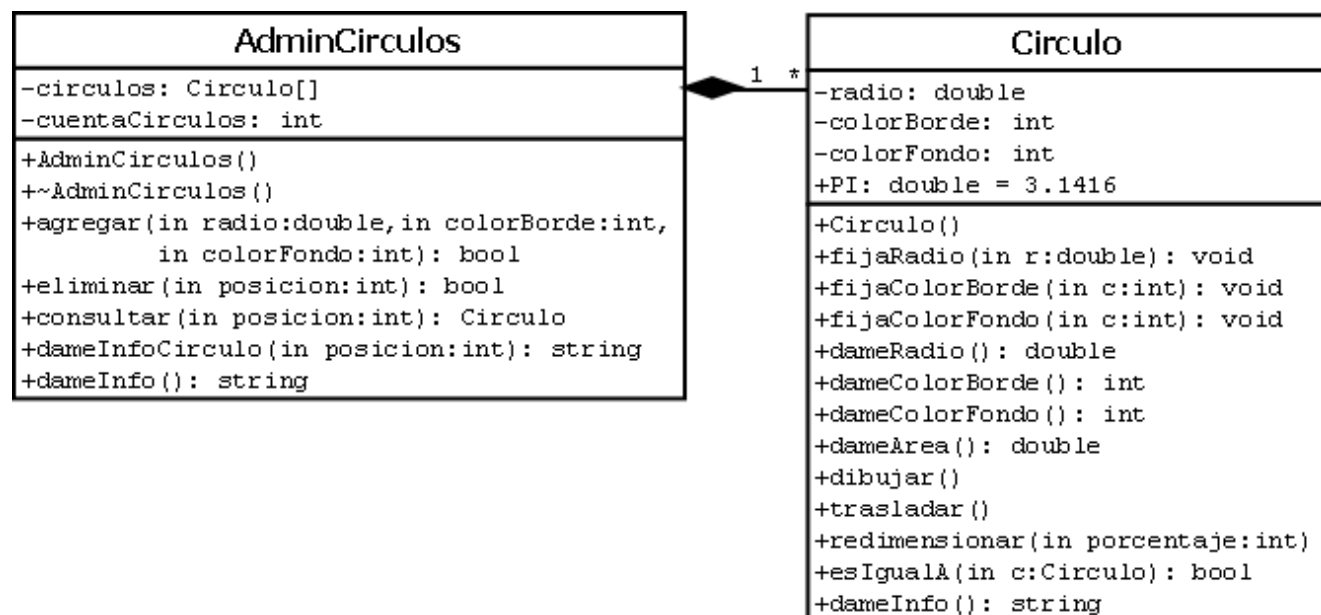 AdminCirculos
-circulos: Circulo[]
-cuentaCirculos: int
+AdminCirculos()
+~AdminCirculos()
+agregar(in radio:double,in colorBorde:int,
in colorFondo:int): bool
+eliminar(in posicion:int): bool
+consultar(in posicion:int): Circulo
+dameInfoCirculo(in posicion:int): string
+dameInfo(): string
1 *
Circulo
-radio: double
-colorBorde: int
-colorFondo: int
+PI: double = 3.1416
+Circulo()
+fijaRadio(in r:double): void
+fijaColorBorde(in c:int): void
+fijaColorFondo(in c:int): void
+dameRadio(): double
+dameColorBorde(): int
+dameColorFondo(): int
+dameArea(): double
+dibujar()
+trasladar()
+redimensionar(in porcentaje:int)
+esIgualA(in c:Circulo): bool
+dameInfo(): string